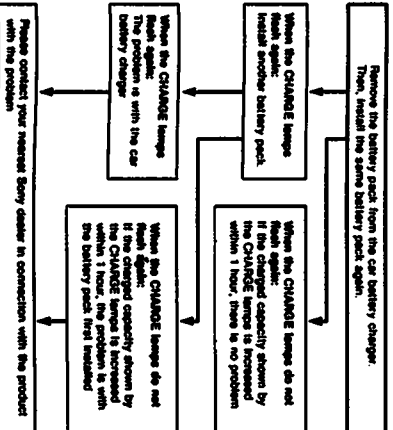 Remove the battery pack from the car battery charger.
Then, install the same battery pack again.
When the CHARGE lamps
flash again:
Install another battery pack
When the CHARGE lamps do not
flash again:
If the charged capacity shown by
the CHARGE lamps is increased
within 1 hour, there is no problem
When the CHARGE lamps
flash again:
The problem is with the car
battery charger
When the CHARGE lamps do not
flash again:
If the charged capacity shown by
the CHARGE lamps is increased
within 1 hour, the problem is with
the battery pack first installed
Please contact your nearest Sony dealer in connection with the product
with the problem